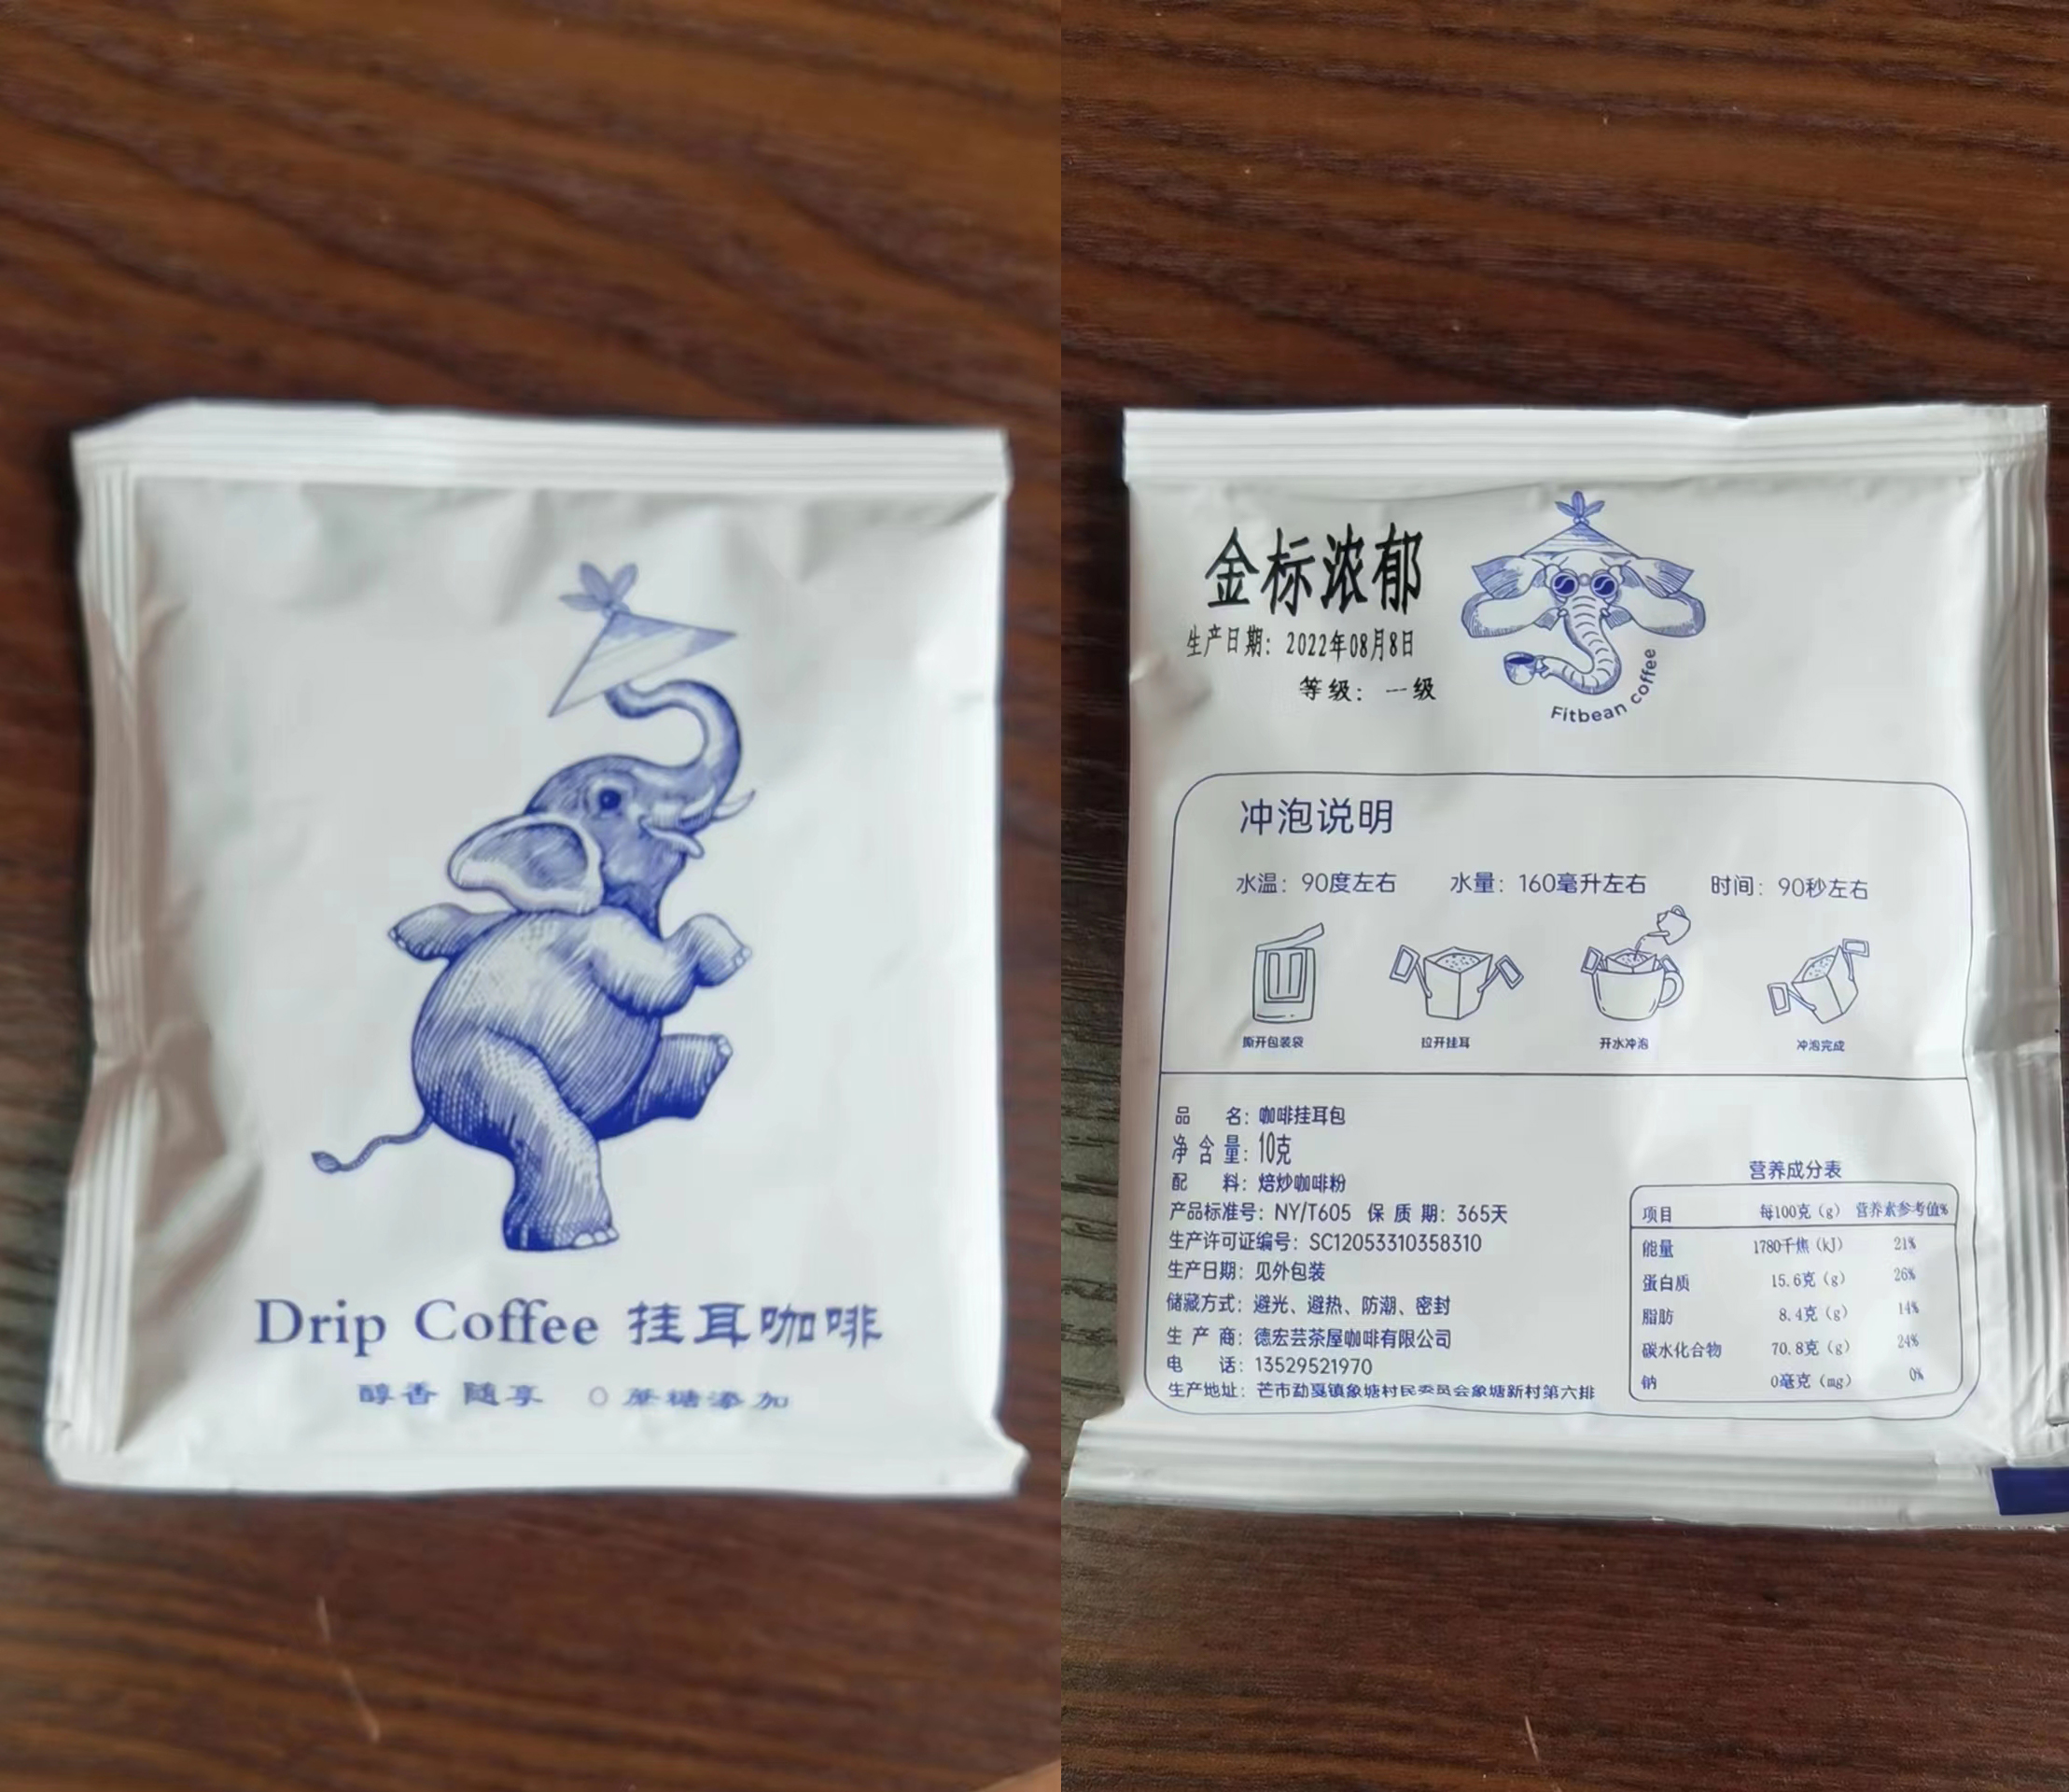 Drip Coffee 挂耳咖啡
醇香 随享 0 蔗糖添加
金标浓郁
生产日期：2022年08月8日
等级：一级
Fitbean coffee
冲泡说明
水温：90度左右 水量：160毫升左右 时间：90秒左右
撕开包装袋 拉开挂耳 开水冲泡 冲泡完成
品 名：咖啡挂耳包
净 含 量：10克
配 料：焙炒咖啡粉
产品标准号：NY/T605 保 质 期：365天
生产许可证编号：SC12053310358310
生产日期：见外包装
储藏方式：避光、避热、防潮、密封
生 产 商：德宏芸茶屋咖啡有限公司
电 话：13529521970
生产地址：芒市勐戛镇象塘村民委员会象塘新村第六排
营养成分表
项目 每100克（g） 营养素参考值%
能量 1780千焦（kJ） 21%
蛋白质 15.6克（g） 26%
脂肪 8.4克（g） 14%
碳水化合物 70.8克（g） 24%
钠 0毫克（mg） 0%